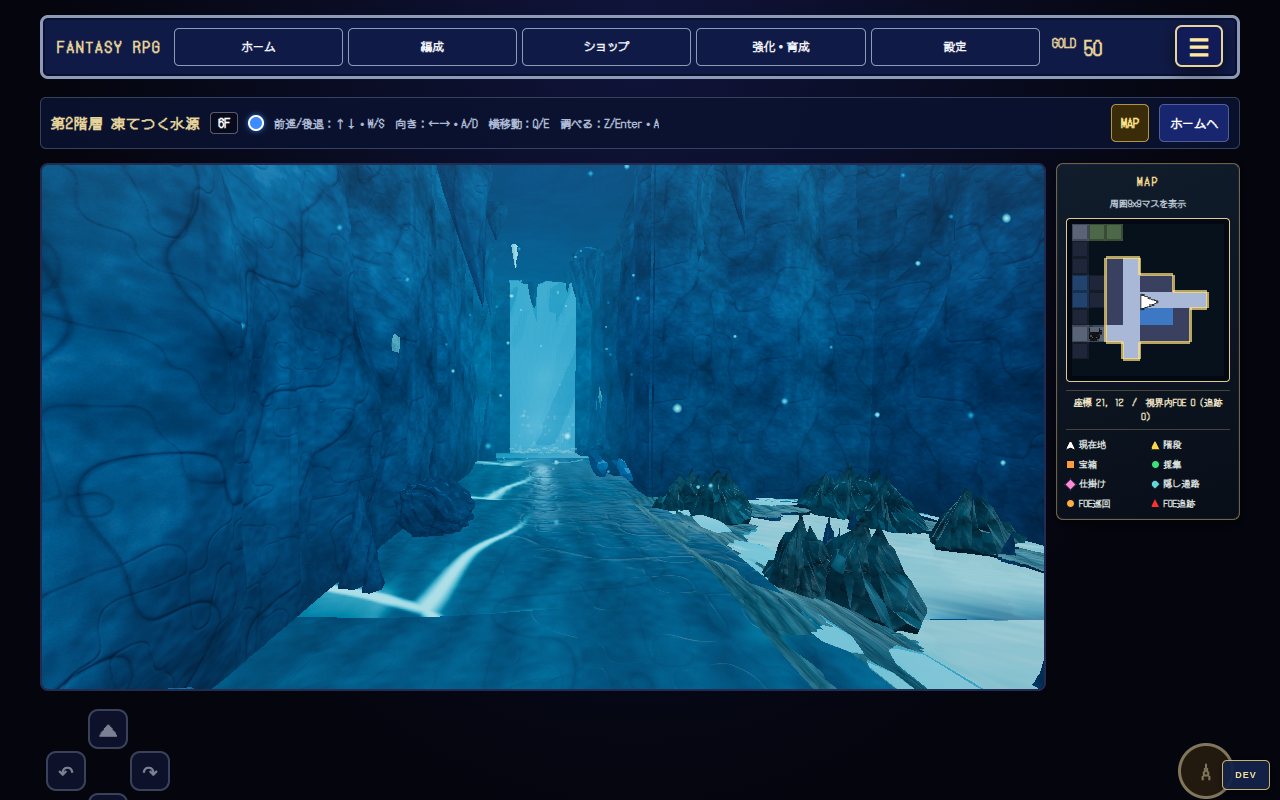 FANTASY RPG ホーム 編成 ショップ 強化・育成 設定 GOLD 50
第2階層 凍てつく水源 6F 前進/後退：↑↓・W/S 向き：←→・A/D 横移動：Q/E 調べる：Z/Enter・A MAP ホームへ
MAP
周囲9x9マスを表示
座標 21, 12 / 視界内FOE 0（追跡
0）
現在地 階段
宝箱 採集
仕掛け 隠し通路
FOE巡回 FOE追跡
A DEV